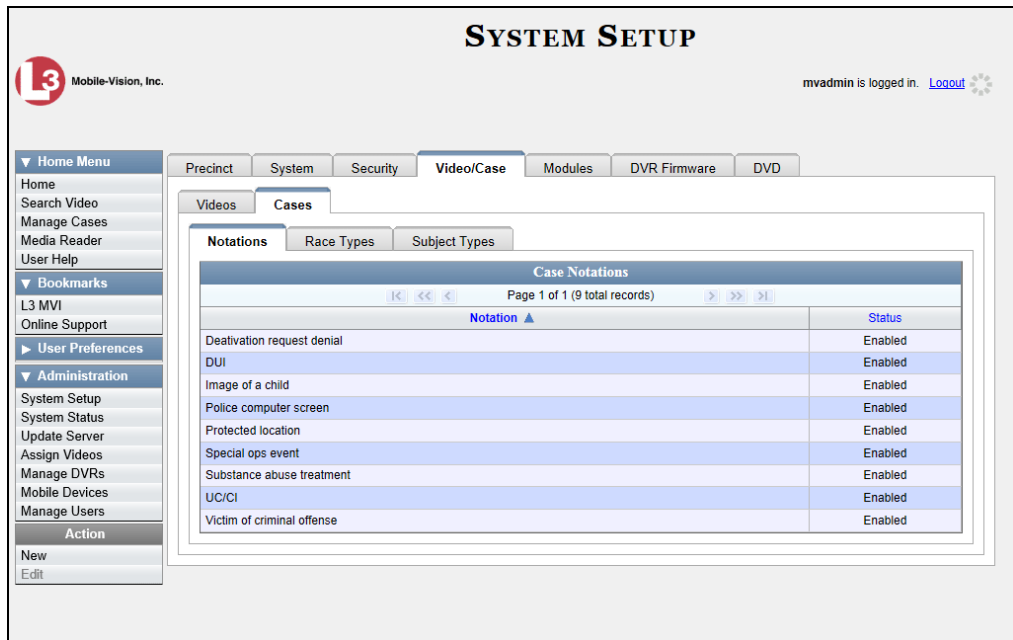 SYSTEM SETUP
L3 Mobile-Vision, Inc.
mvadmin is logged in. Logout
▼ Home Menu
Home
Search Video
Manage Cases
Media Reader
User Help
▼ Bookmarks
L3 MVI
Online Support
▶ User Preferences
▼ Administration
System Setup
System Status
Update Server
Assign Videos
Manage DVRs
Mobile Devices
Manage Users
Action
New
Edit
Precinct System Security Video/Case Modules DVR Firmware DVD
Videos Cases
Notations Race Types Subject Types
Case Notations
|< << < Page 1 of 1 (9 total records) > >> >|
Notation ▲ Status
Deativation request denial Enabled
DUI Enabled
Image of a child Enabled
Police computer screen Enabled
Protected location Enabled
Special ops event Enabled
Substance abuse treatment Enabled
UC/CI Enabled
Victim of criminal offense Enabled